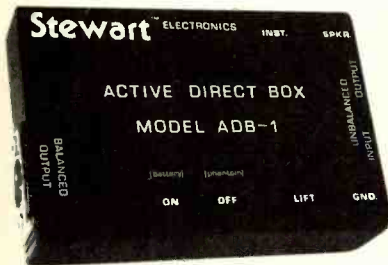 Stewart™ ELECTRONICS INST. SPKR.
ACTIVE DIRECT BOX
MODEL ADB-1
BALANCED
OUTPUT
UNBALANCED
OUTPUT
INPUT
(battery) (phantom)
ON OFF LIFT GND.